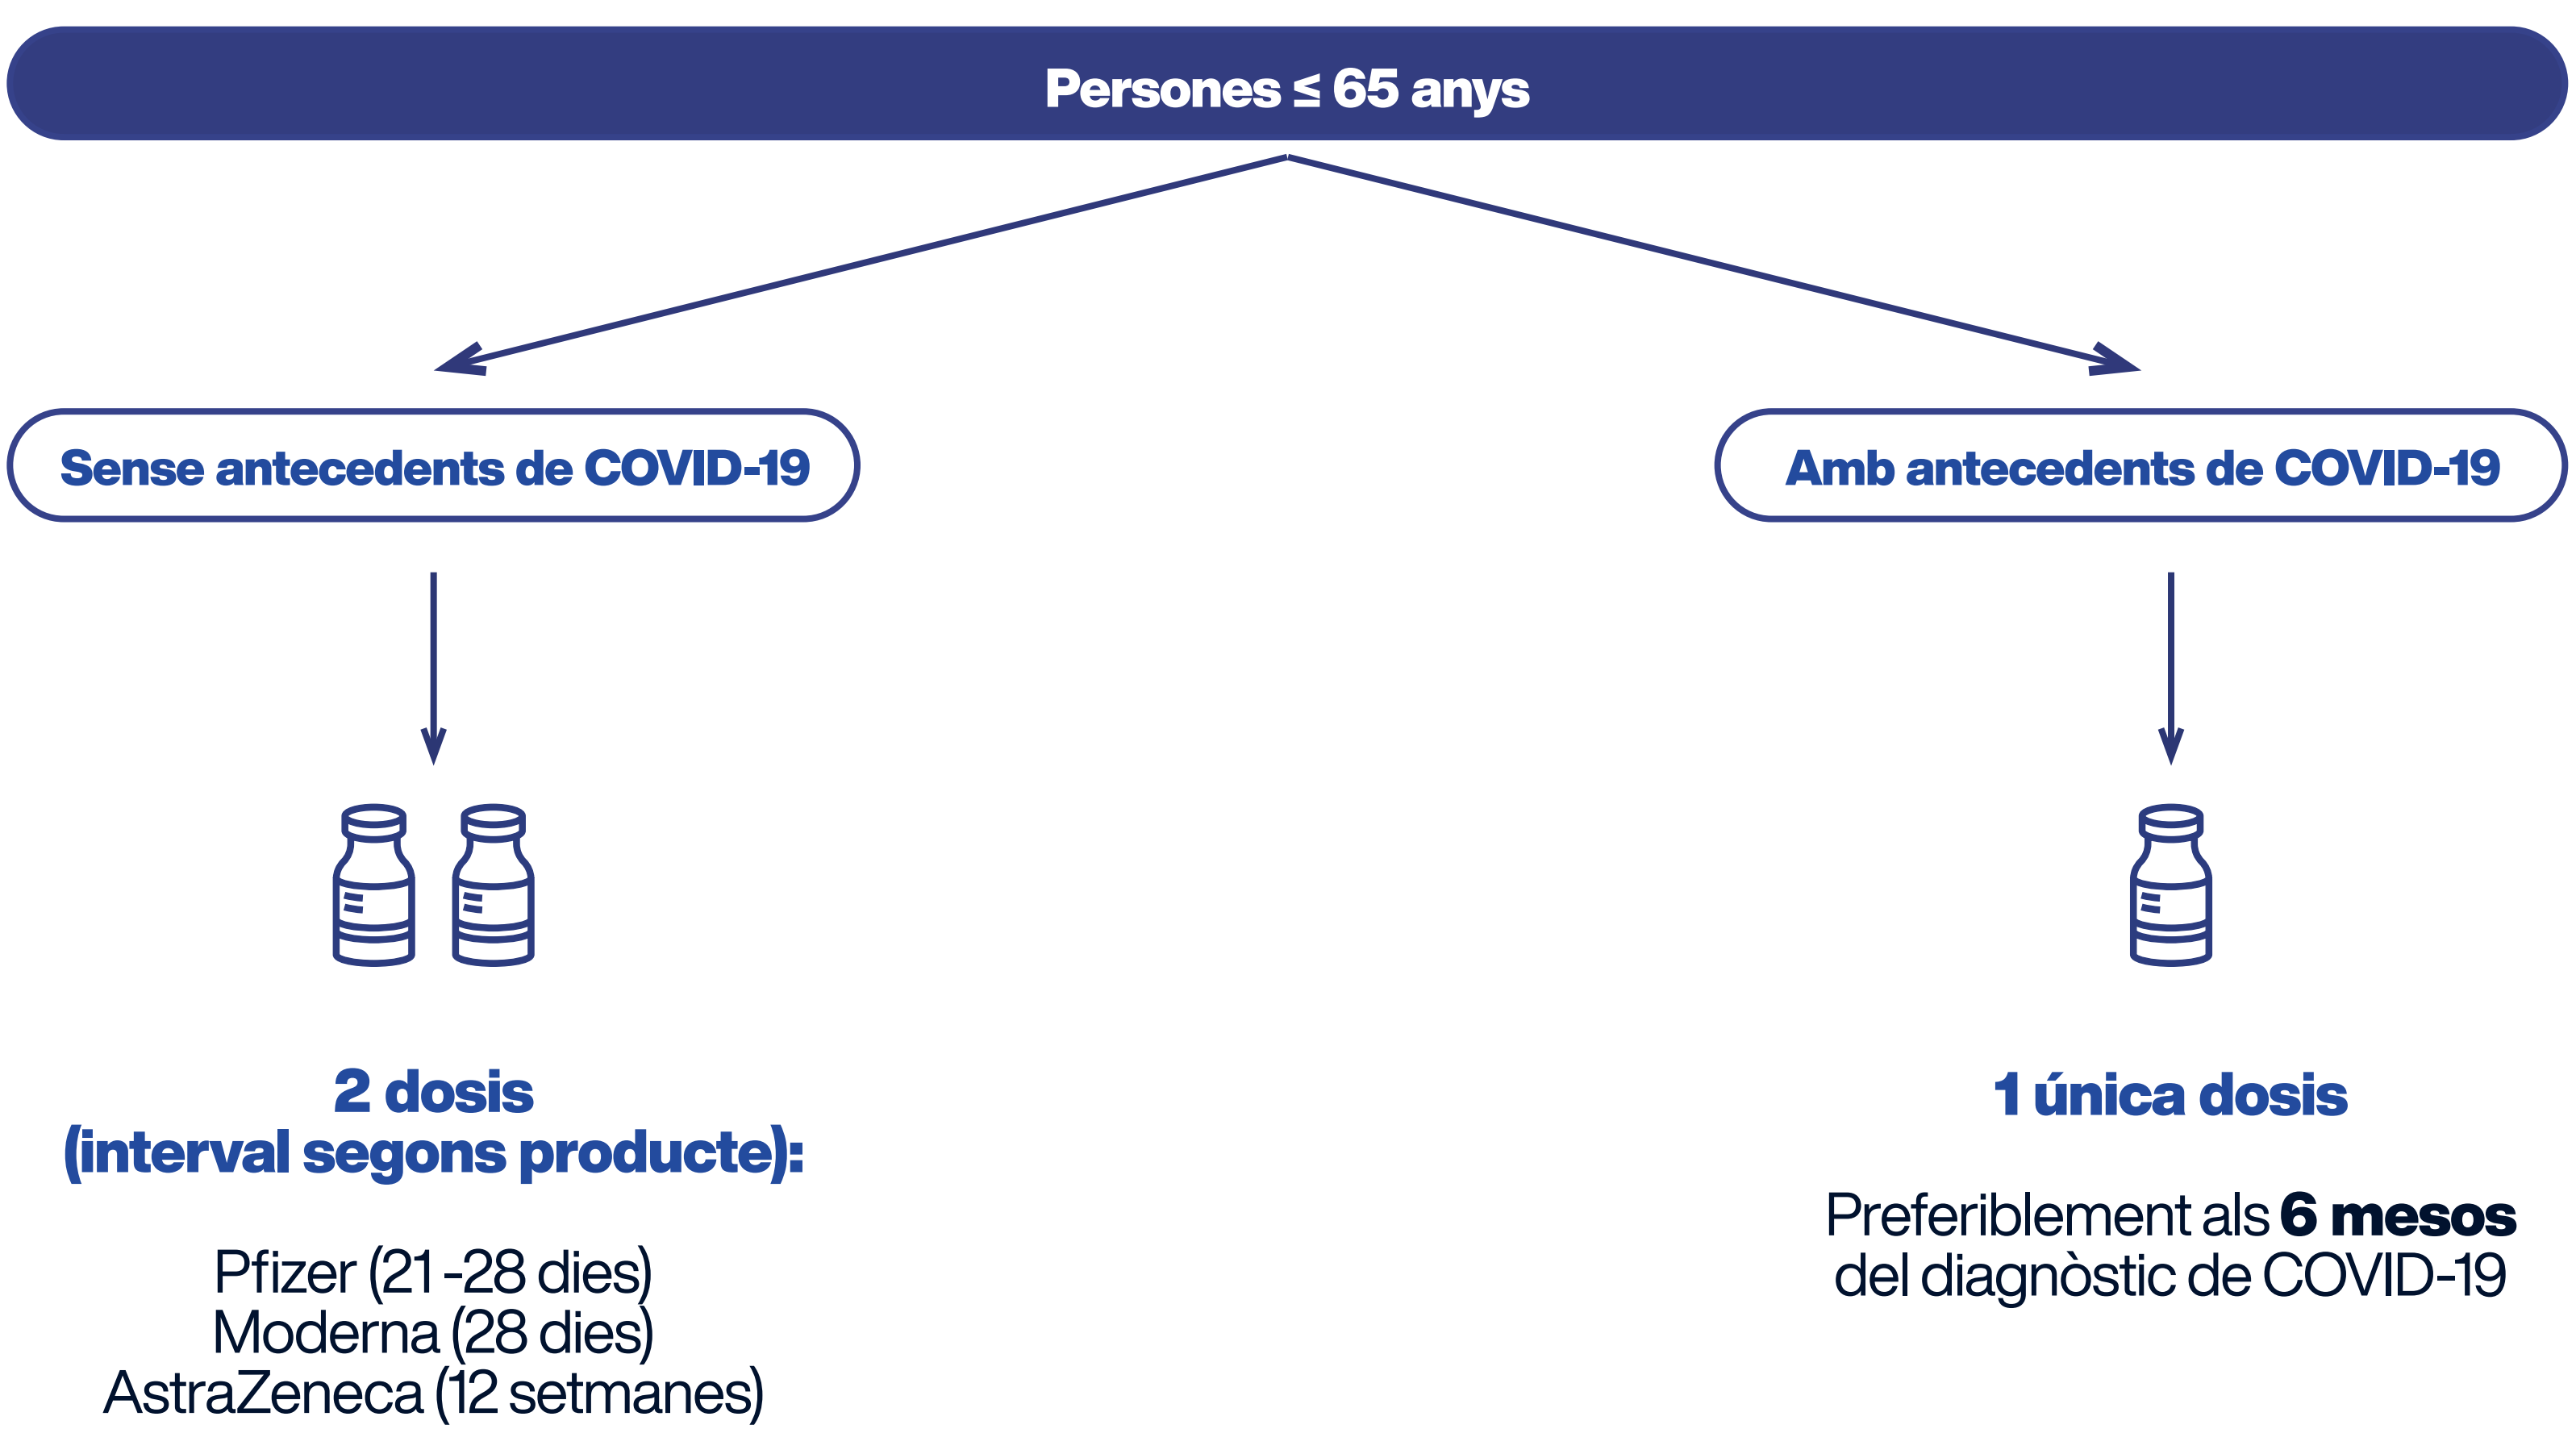 Persones ≤ 65 anys
Sense antecedents de COVID-19
Amb antecedents de COVID-19
2 dosis
(interval segons producte):
Pfizer (21-28 dies)
Moderna (28 dies)
AstraZeneca (12 setmanes)
1 única dosis
Preferiblement als 6 mesos
del diagnòstic de COVID-19